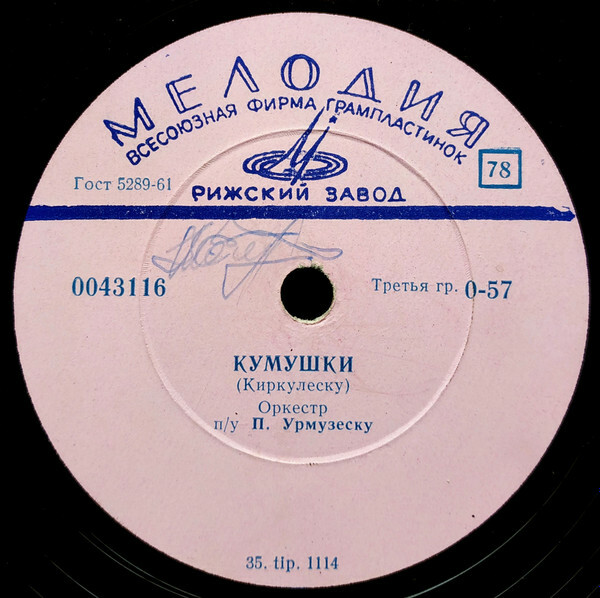 МЕЛОДИЯ
ВСЕСОЮЗНАЯ ФИРМА ГРАМПЛАСТИНОК
Гост 5289-61
78
РИЖСКИЙ ЗАВОД
0043116
Третья гр. 0-57
КУМУШКИ
(Киркулеску)
Оркестр
п/у П. Урмузеску
35. tip. 1114